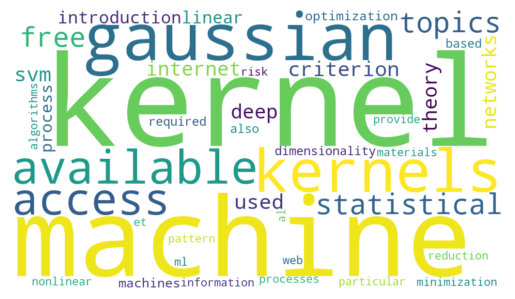 introduction linear optimization
free gaussian topics
svm internet risk criterion
kernel
algorithms process required deep also provide theory based networks
available dimensionality materials
kernels
access used statistical
machine
et al
pattern
ml web reduction
nonlinear machines information processes particular minimization